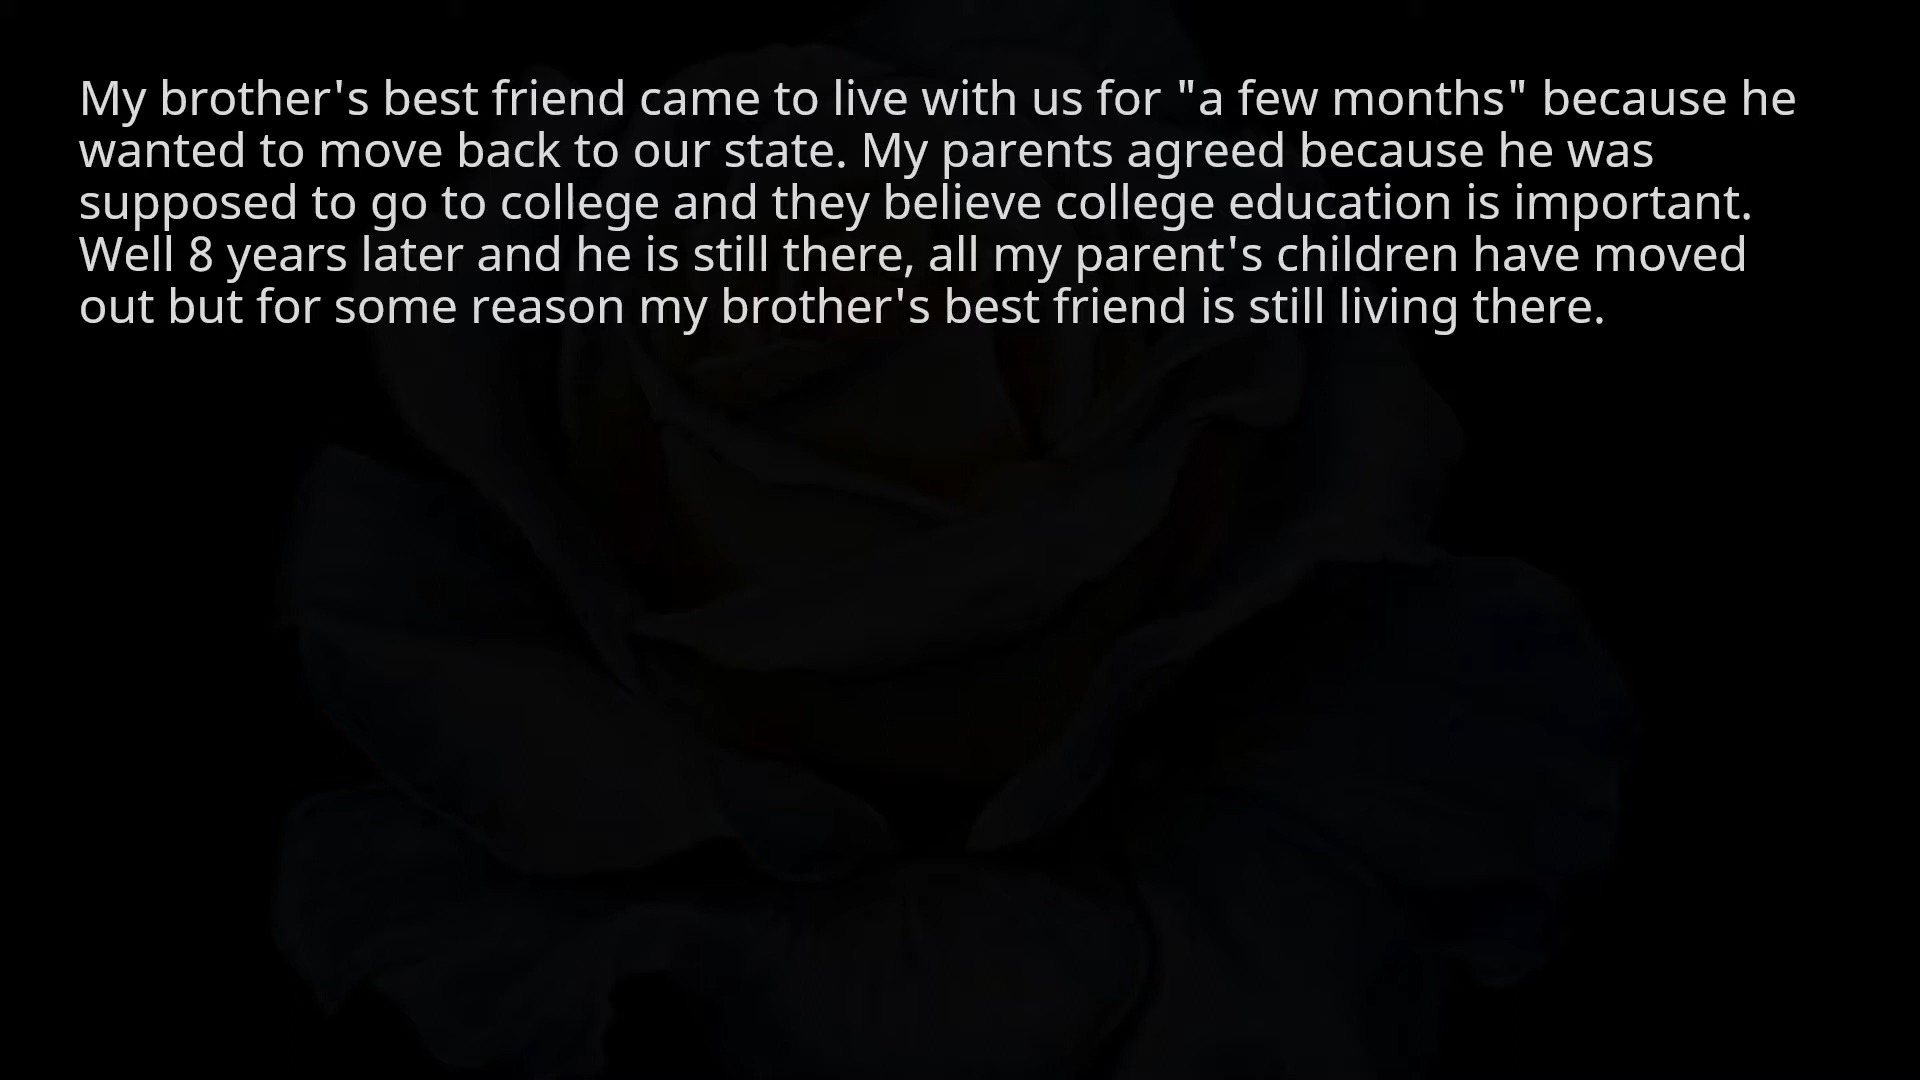 My brother's best friend came to live with us for "a few months" because he
wanted to move back to our state. My parents agreed because he was
supposed to go to college and they believe college education is important.
Well 8 years later and he is still there, all my parent's children have moved
out but for some reason my brother's best friend is still living there.